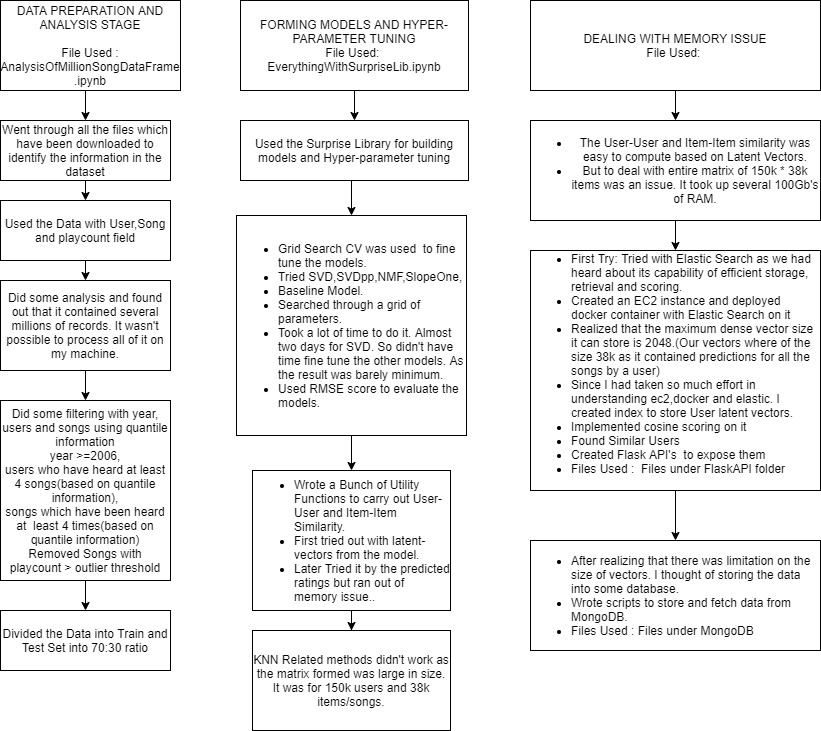 DATA PREPARATION AND
ANALYSIS STAGE
File Used :
AnalysisOfMillionSongDataFrame
.ipynb
Went through all the files which
have been downloaded to
identify the information in the
dataset
Used the Data with User,Song
and playcount field
Did some analysis and found
out that it contained several
millions of records. It wasn't
possible to process all of it on
my machine.
Did some filtering with year,
users and songs using quantile
information
year >=2006,
users who have heard at least
4 songs(based on quantile
information),
songs which have been heard
at least 4 times(based on
quantile information)
Removed Songs with
playcount > outlier threshold
Divided the Data into Train and
Test Set into 70:30 ratio
FORMING MODELS AND HYPER-
PARAMETER TUNING
File Used:
EverythingWithSurpriseLib.ipynb
Used the Surprise Library for building
models and Hyper-parameter tuning
• Grid Search CV was used to fine
tune the models.
• Tried SVD,SVDpp,NMF,SlopeOne,
• Baseline Model.
• Searched through a grid of
parameters.
• Took a lot of time to do it. Almost
two days for SVD. So didn't have
time fine tune the other models. As
the result was barely minimum.
• Used RMSE score to evaluate the
models.
• Wrote a Bunch of Utility
Functions to carry out User-
User and Item-Item
Similarity.
• First tried out with latent-
vectors from the model.
• Later Tried it by the predicted
ratings but ran out of
memory issue..
KNN Related methods didn't work as
the matrix formed was large in size.
It was for 150k users and 38k
items/songs.
DEALING WITH MEMORY ISSUE
File Used:
• The User-User and Item-Item similarity was
easy to compute based on Latent Vectors.
• But to deal with entire matrix of 150k * 38k
items was an issue. It took up several 100Gb's
of RAM.
• First Try: Tried with Elastic Search as we had
heard about its capability of efficient storage,
retrieval and scoring.
• Created an EC2 instance and deployed
docker container with Elastic Search on it
• Realized that the maximum dense vector size
it can store is 2048.(Our vectors where of the
size 38k as it contained predictions for all the
songs by a user)
• Since I had taken so much effort in
understanding ec2,docker and elastic. I
created index to store User latent vectors.
• Implemented cosine scoring on it
• Found Similar Users
• Created Flask API's to expose them
• Files Used : Files under FlaskAPI folder
• After realizing that there was limitation on the
size of vectors. I thought of storing the data
into some database.
• Wrote scripts to store and fetch data from
MongoDB.
• Files Used : Files under MongoDB